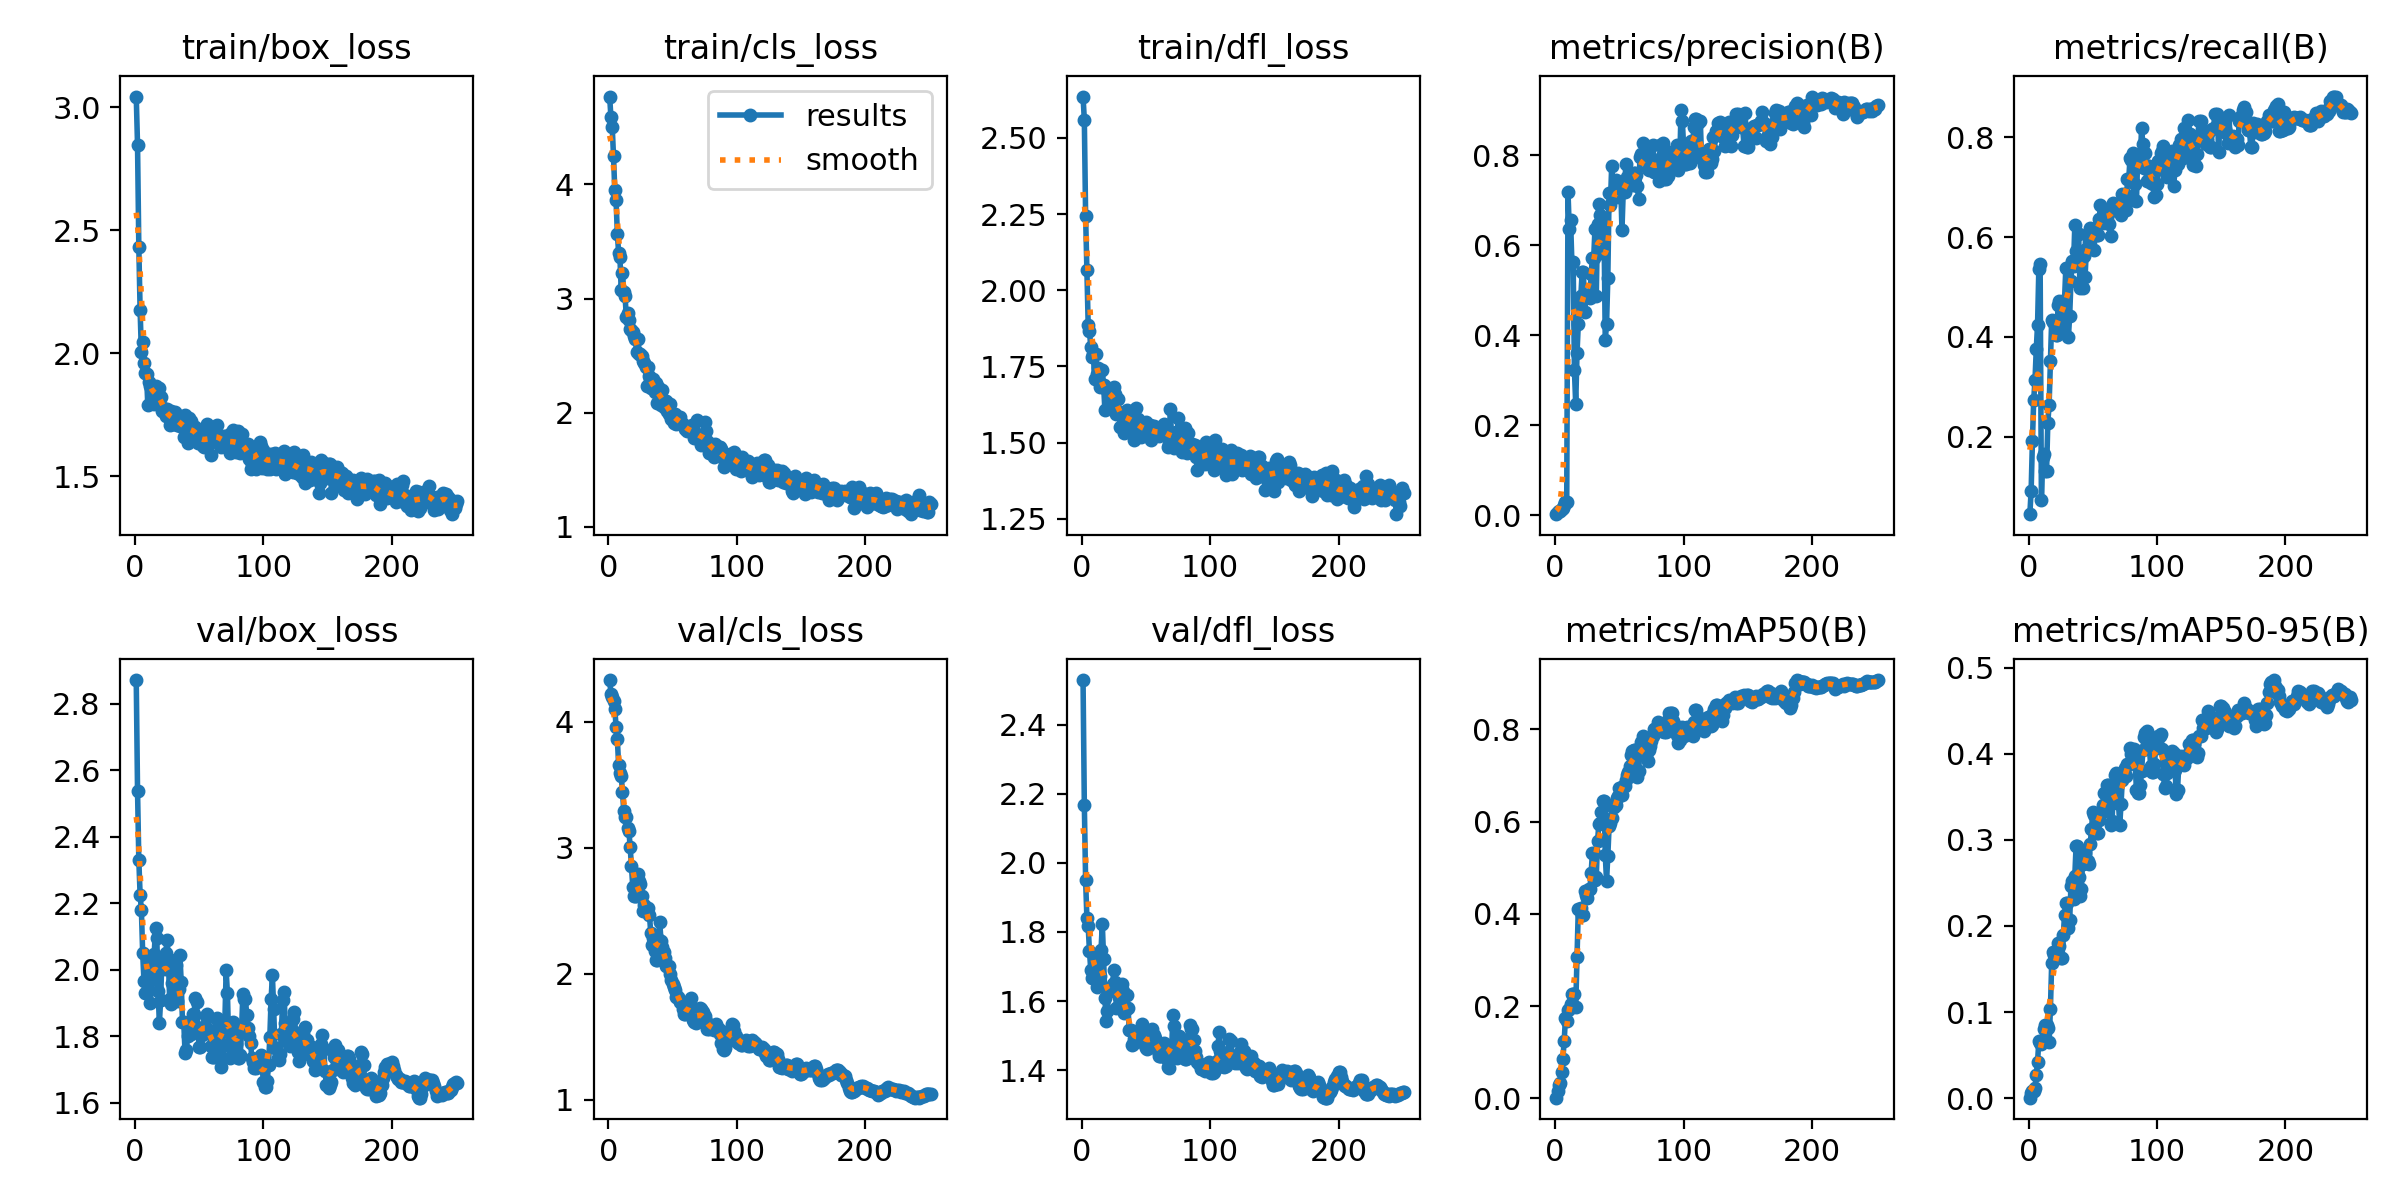 train/box_loss
3.0
2.5
2.0
1.5
0 100 200
train/cls_loss
results
smooth
4
3
2
1
0 100 200
train/dfl_loss
2.50
2.25
2.00
1.75
1.50
1.25
0 100 200
metrics/precision(B)
0.8
0.6
0.4
0.2
0.0
0 100 200
metrics/recall(B)
0.8
0.6
0.4
0.2
0 100 200
val/box_loss
2.8
2.6
2.4
2.2
2.0
1.8
1.6
0 100 200
val/cls_loss
4
3
2
1
0 100 200
val/dfl_loss
2.4
2.2
2.0
1.8
1.6
1.4
0 100 200
metrics/mAP50(B)
0.8
0.6
0.4
0.2
0.0
0 100 200
metrics/mAP50-95(B)
0.5
0.4
0.3
0.2
0.1
0.0
0 100 200